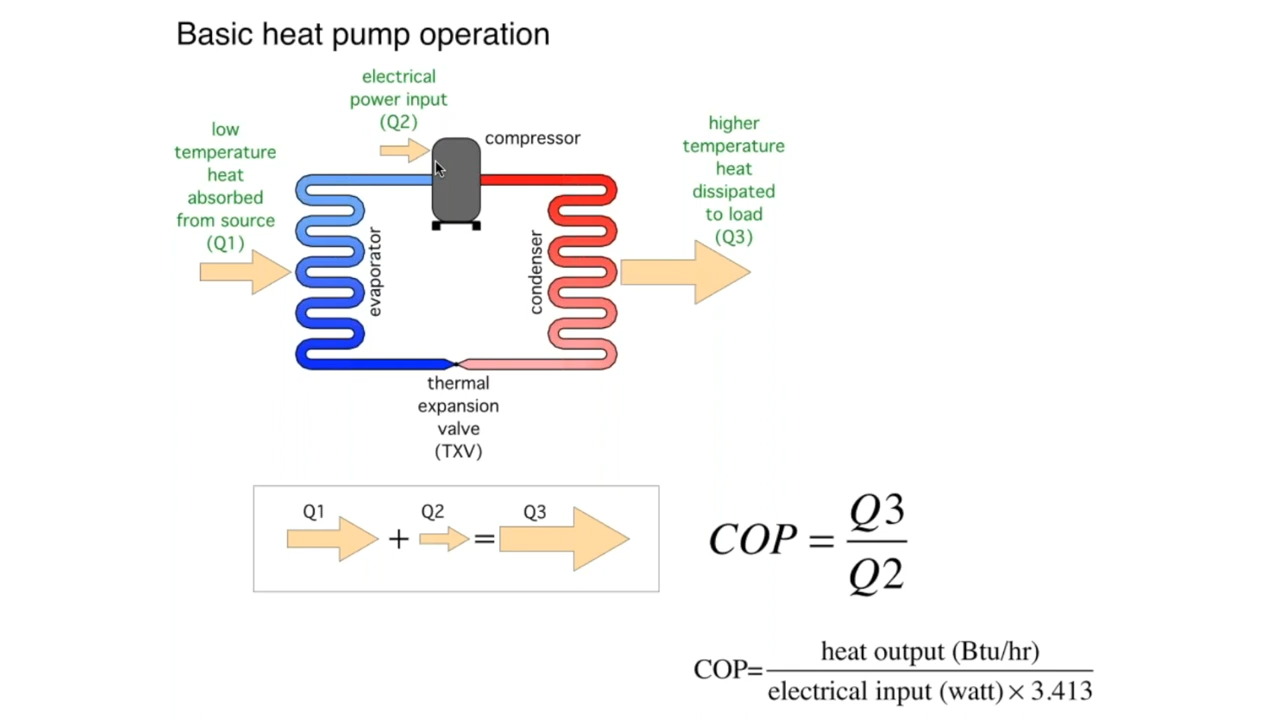 Basic heat pump operation
electrical
power input
(Q2)
compressor
low
temperature
heat
absorbed
from source
(Q1)
higher
temperature
heat
dissipated
to load
(Q3)
evaporator
condenser
thermal
expansion
valve
(TXV)
Q1 + Q2 = Q3
COP = Q3
Q2
heat output (Btu/hr)
COP=
electrical input (watt) × 3.413